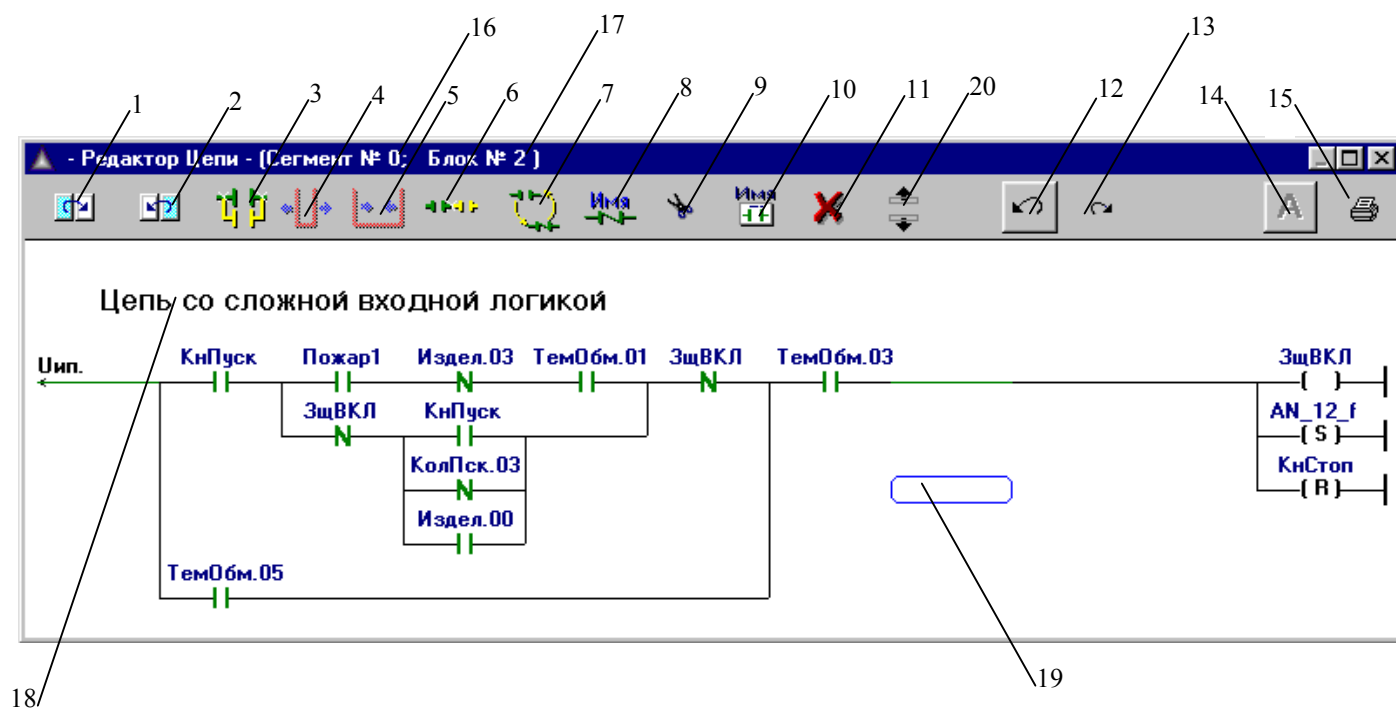 16 17 13
1 2 3 4 5 6 7 8 9 10 11 20 12 14 15
- Редактор Цепи - (Сегмент № 0; Блок № 2 )
Имя Имя A
Цепь со сложной входной логикой
Uип. КнПуск Пожар1 Издел.03 ТемОбм.01 ЗщВКЛ ТемОбм.03 ЗщВКЛ
( )
ЗщВКЛ КнПуск AN_12_f
( S )
КолПск.03 КнСтоп
( R )
Издел.00
ТемОбм.05
18 19